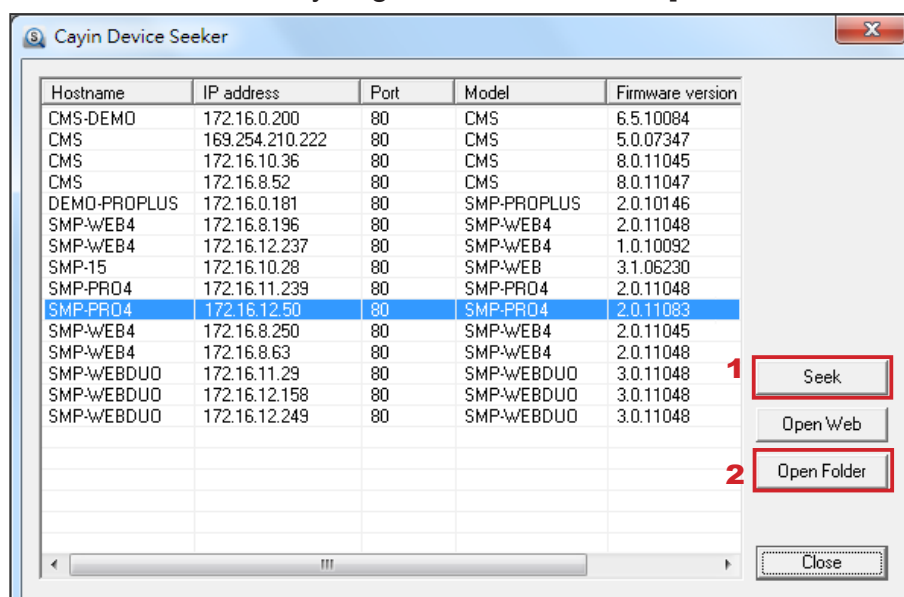 Cayin Device Seeker
Hostname IP address Port Model Firmware version
CMS-DEMO 172.16.0.200 80 CMS 6.5.10084
CMS 169.254.210.222 80 CMS 5.0.07347
CMS 172.16.10.36 80 CMS 8.0.11045
CMS 172.16.8.52 80 CMS 8.0.11047
DEMO-PROPLUS 172.16.0.181 80 SMP-PROPLUS 2.0.10146
SMP-WEB4 172.16.8.196 80 SMP-WEB4 2.0.11048
SMP-WEB4 172.16.12.237 80 SMP-WEB4 1.0.10092
SMP-15 172.16.10.28 80 SMP-WEB 3.1.06230
SMP-PRO4 172.16.11.239 80 SMP-PRO4 2.0.11048
SMP-PRO4 172.16.12.50 80 SMP-PRO4 2.0.11083
SMP-WEB4 172.16.8.250 80 SMP-WEB4 2.0.11045
SMP-WEB4 172.16.8.63 80 SMP-WEB4 2.0.11048
SMP-WEBDUO 172.16.11.29 80 SMP-WEBDUO 3.0.11048
SMP-WEBDUO 172.16.12.158 80 SMP-WEBDUO 3.0.11048
SMP-WEBDUO 172.16.12.249 80 SMP-WEBDUO 3.0.11048
1 Seek
Open Web
2 Open Folder
Close